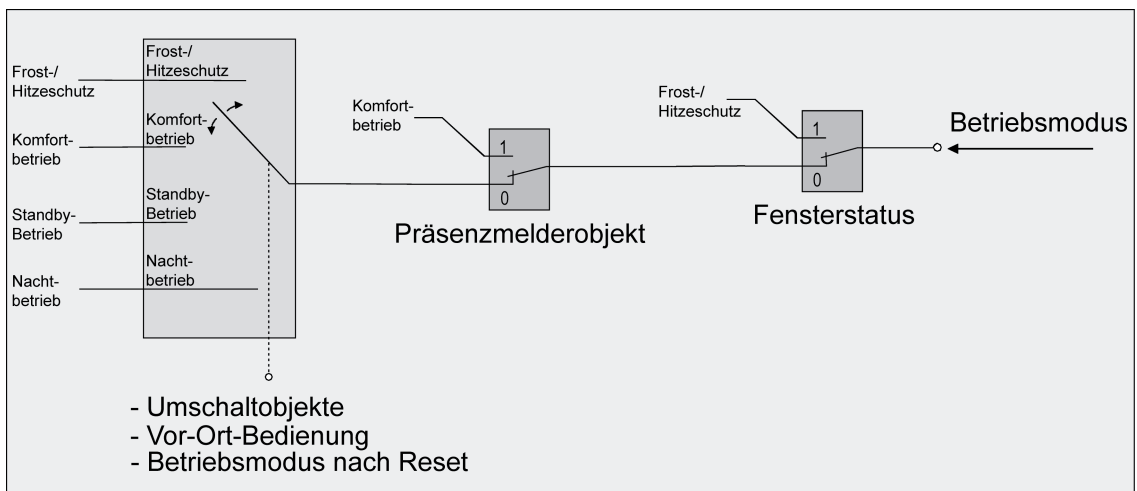 Frost-/
Hitzeschutz
Komfort-
betrieb
Standby-
Betrieb
Nacht-
betrieb
Frost-/
Hitzeschutz
Komfort-
betrieb
Standby-
Betrieb
Nacht-
betrieb
Komfort-
betrieb
1
0
Präsenzmelderobjekt
Frost-/
Hitzeschutz
1
0
Fensterstatus
Betriebsmodus
- Umschaltobjekte
- Vor-Ort-Bedienung
- Betriebsmodus nach Reset